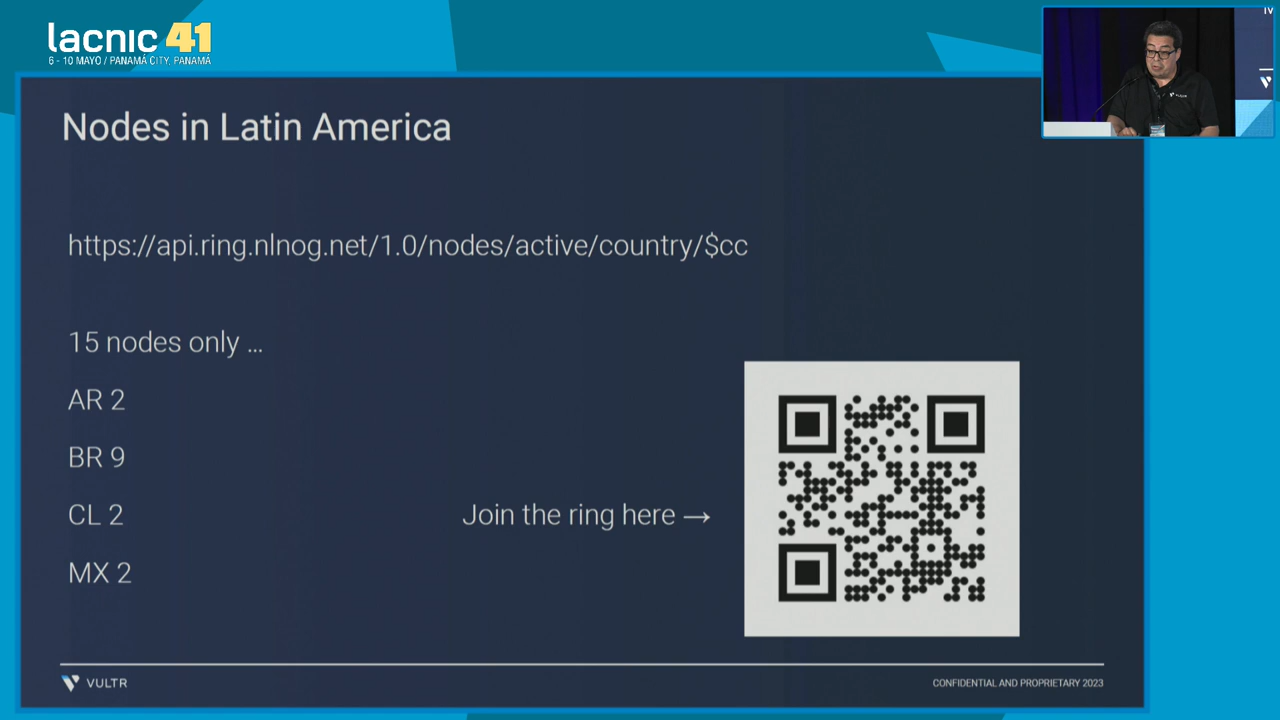 lacnic 41
6 - 10 MAYO / PANAMÁ CITY, PANAMÁ
Nodes in Latin America
https://api.ring.nlnog.net/1.0/nodes/active/country/$cc
15 nodes only ...
AR 2
BR 9
CL 2
MX 2
Join the ring here →
VULTR
CONFIDENTIAL AND PROPRIETARY 2023
VULTR